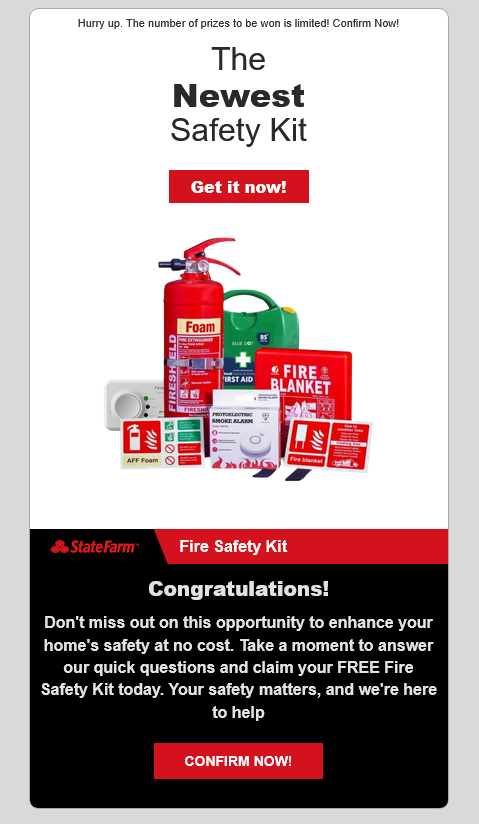 Hurry up. The number of prizes to be won is limited! Confirm Now!
The
Newest
Safety Kit
Get it now!
Foam
FIRE EXTINGUISHER
FIRESHIELD
BLUE DOT
BS
FIRST AID
FIRE
BLANKET
PHOTOELECTRIC
SMOKE ALARM
AFF Foam
Fire blanket
StateFarm™
Fire Safety Kit
Congratulations!
Don't miss out on this opportunity to enhance your
home's safety at no cost. Take a moment to answer
our quick questions and claim your FREE Fire
Safety Kit today. Your safety matters, and we're here
to help
CONFIRM NOW!